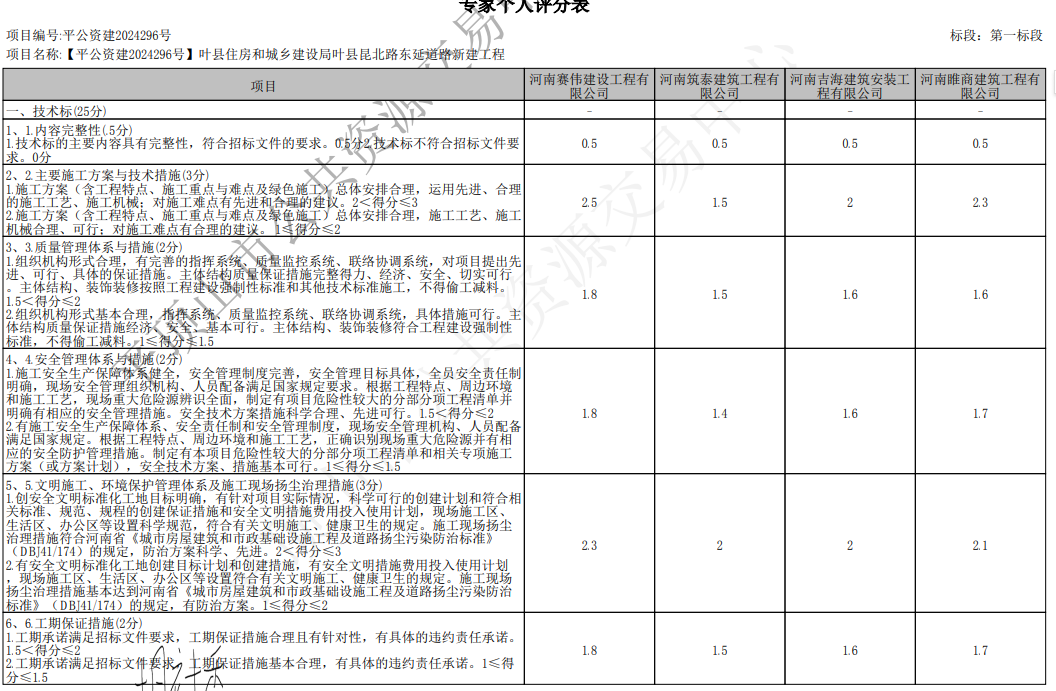 专家个人评分表
项目编号:平公资建2024296号
标段：第一标段
项目名称:【平公资建2024296号】叶县住房和城乡建设局叶县昆北路东延道路新建工程
项目 河南赛伟建设工程有限公司 河南筑泰建筑工程有限公司 河南吉海建筑安装工程有限公司 河南睢商建筑工程有限公司
一、技术标(25分) - - - -
1、1.内容完整性(.5分)
1.技术标的主要内容具有完整性，符合招标文件的要求。0.5分2.技术标不符合招标文件要
求。0分
0.5 0.5 0.5 0.5
2、2.主要施工方案与技术措施(3分)
1.施工方案（含工程特点、施工重点与难点及绿色施工）总体安排合理，运用先进、合理
的施工工艺、施工机械；对施工难点有先进和合理的建议。2＜得分≤3
2.施工方案（含工程特点、施工重点与难点及绿色施工）总体安排合理，施工工艺、施工
机械合理、可行；对施工难点有合理的建议。1≤得分≤2
2.5 1.5 2 2.3
3、3.质量管理体系与措施(2分)
1.组织机构形式合理，有完善的指挥系统、质量监控系统、联络协调系统，对项目提出先
进、可行、具体的保证措施。主体结构质量保证措施完整得力、经济、安全、切实可行
。主体结构、装饰装修按照工程建设强制性标准和其他技术标准施工，不得偷工减料。
1.5＜得分≤2
2.组织机构形式基本合理，指挥系统、质量监控系统、联络协调系统，具体措施可行。主
体结构质量保证措施经济、安全、基本可行。主体结构、装饰装修符合工程建设强制性
标准，不得偷工减料。1≤得分≤1.5
1.8 1.5 1.6 1.6
4、4.安全管理体系与措施(2分)
1.施工安全生产保障体系健全，安全管理制度完善，安全管理目标具体，全员安全责任制
明确，现场安全管理组织机构、人员配备满足国家规定要求。根据工程特点、周边环境
和施工工艺，现场重大危险源辨识全面，制定有项目危险性较大的分部分项工程清单并
明确有相应的安全管理措施。安全技术方案措施科学合理、先进可行。1.5＜得分≤2
2.有施工安全生产保障体系、安全责任制和安全管理制度，现场安全管理机构、人员配备
满足国家规定。根据工程特点、周边环境和施工工艺，正确识别现场重大危险源并有相
应的安全防护管理措施。制定有本项目危险性较大的分部分项工程清单和相关专项施工
方案（或方案计划），安全技术方案、措施基本可行。1≤得分≤1.5
1.8 1.4 1.6 1.7
5、5.文明施工、环境保护管理体系及施工现场扬尘治理措施(3分)
1.创安全文明标准化工地目标明确，有针对项目实际情况，科学可行的创建计划和符合相
关标准、规范、规程的创建保证措施和安全文明措施费用投入使用计划，现场施工区、
生活区、办公区等设置科学规范，符合有关文明施工、健康卫生的规定。施工现场扬尘
治理措施符合河南省《城市房屋建筑和市政基础设施工程及道路扬尘污染防治标准》
（DBJ41/174）的规定，防治方案科学、先进。2＜得分≤3
2.有安全文明标准化工地创建目标计划和创建措施，有安全文明措施费用投入使用计划
，现场施工区、生活区、办公区等设置符合有关文明施工、健康卫生的规定。施工现场
扬尘治理措施基本达到河南省《城市房屋建筑和市政基础设施工程及道路扬尘污染防治
标准》（DBJ41/174）的规定，有防治方案。1≤得分≤2
2.3 2 2 2.1
6、6.工期保证措施(2分)
1.工期承诺满足招标文件要求，工期保证措施合理且有针对性，有具体的违约责任承诺。
1.5＜得分≤2
2.工期承诺满足招标文件要求，工期保证措施基本合理，有具体的违约责任承诺。1≤得
分≤1.5
1.8 1.5 1.6 1.7